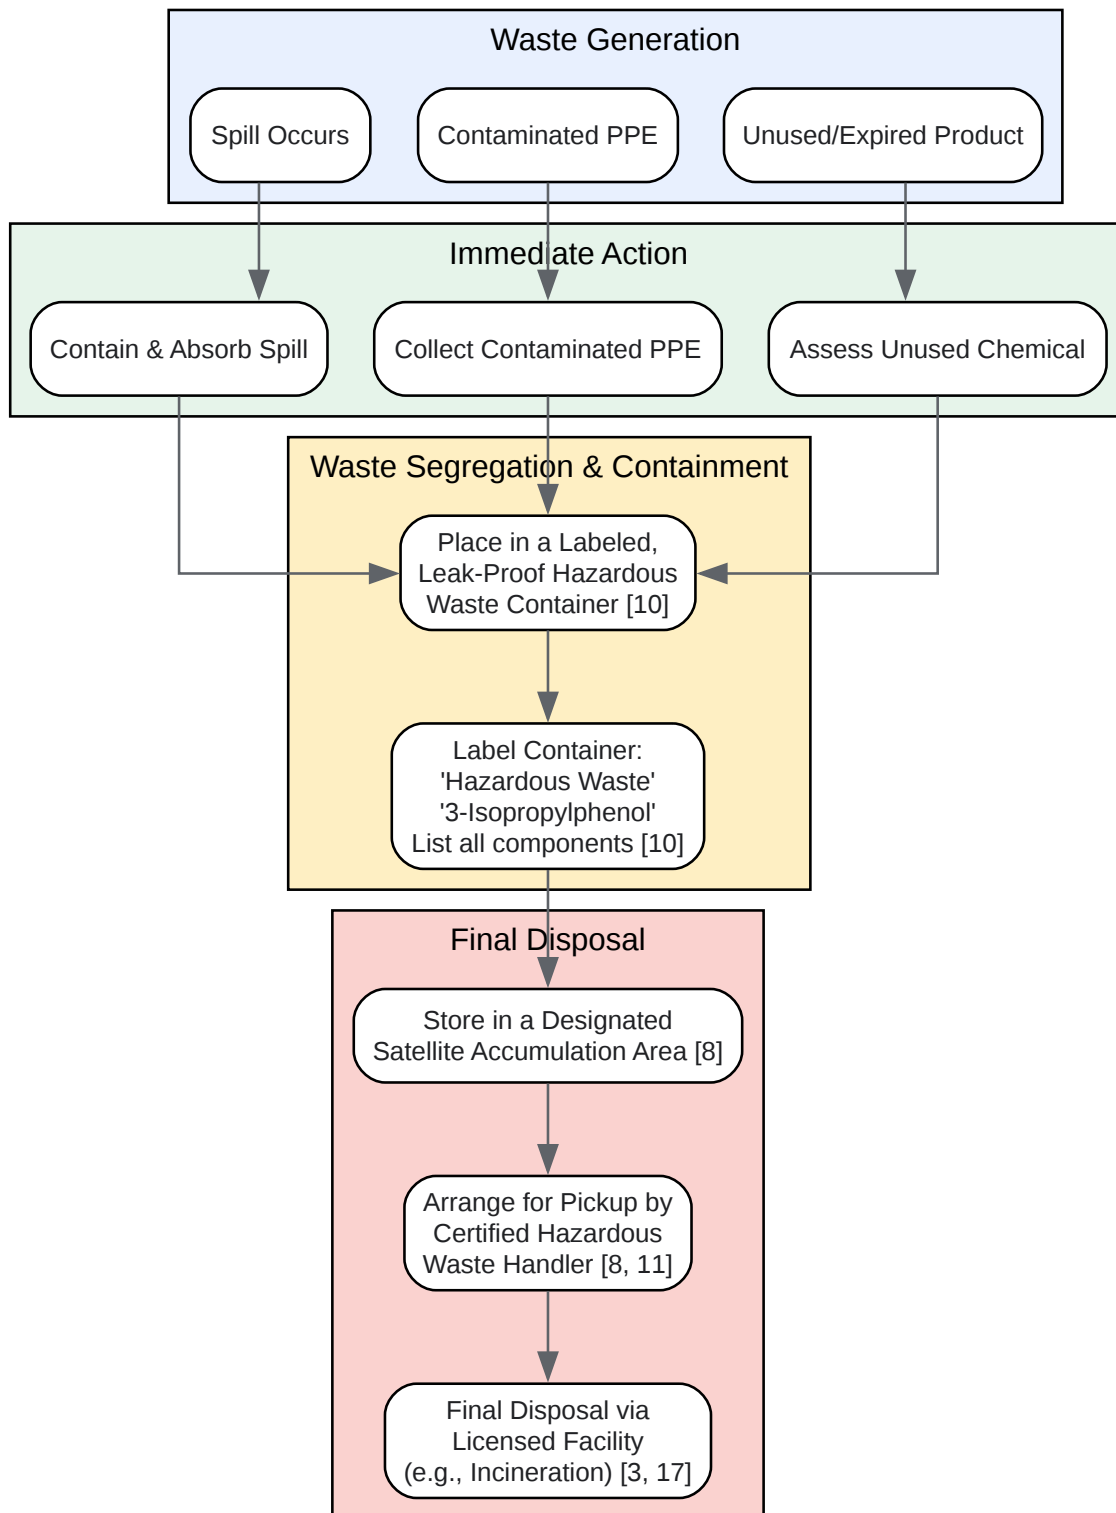 Waste Generation
Spill Occurs
Contaminated PPE
Unused/Expired Product
Immediate Action
Contain & Absorb Spill
Collect Contaminated PPE
Assess Unused Chemical
Waste Segregation & Containment
Place in a Labeled,
Leak-Proof Hazardous
Waste Container [10]
Label Container:
'Hazardous Waste'
'3-Isopropylphenol'
List all components [10]
Final Disposal
Store in a Designated
Satellite Accumulation Area [8]
Arrange for Pickup by
Certified Hazardous
Waste Handler [8, 11]
Final Disposal via
Licensed Facility
(e.g., Incineration) [3, 17]